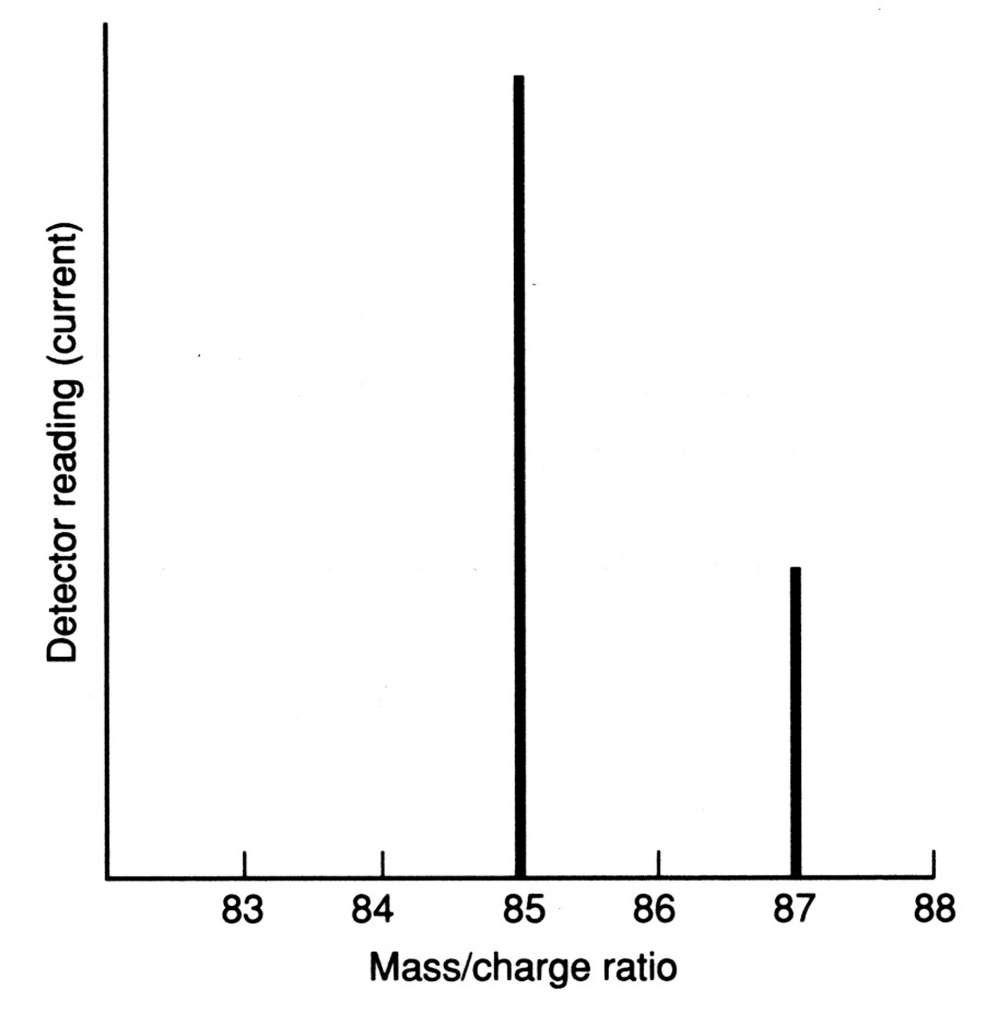 Detector reading (current)
83 84 85 86 87 88
Mass/charge ratio